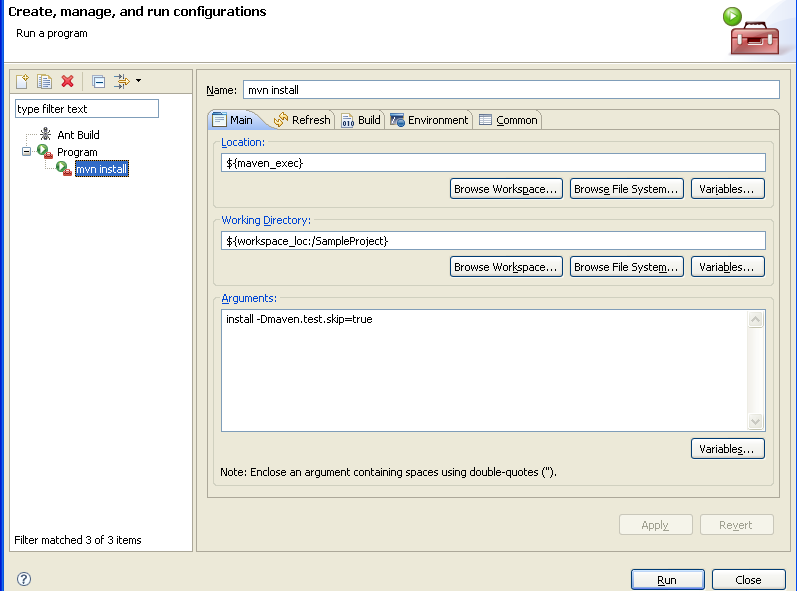 Create, manage, and run configurations
Run a program
type filter text
Ant Build
Program
mvn install
Filter matched 3 of 3 items
Name: mvn install
Main Refresh Build Environment Common
Location:
${maven_exec}
Browse Workspace... Browse File System... Variables...
Working Directory:
${workspace_loc:/SampleProject}
Browse Workspace... Browse File System... Variables...
Arguments:
install -Dmaven.test.skip=true
Variables...
Note: Enclose an argument containing spaces using double-quotes (").
Apply Revert
Run Close